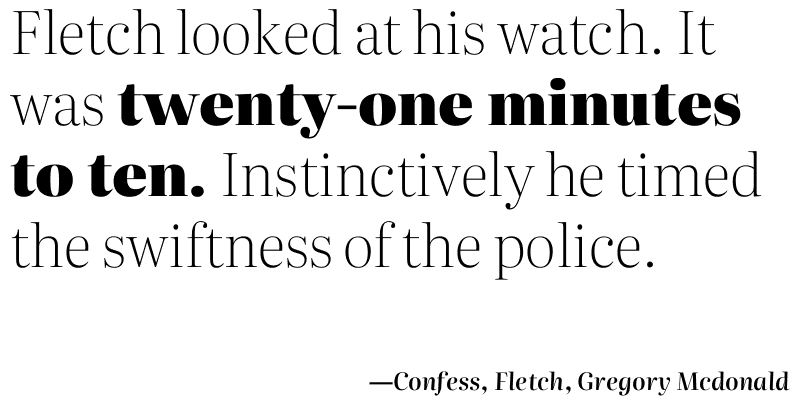 Fletch looked at his watch. It
was twenty-one minutes
to ten. Instinctively he timed
the swiftness of the police.
—Confess, Fletch, Gregory Mcdonald